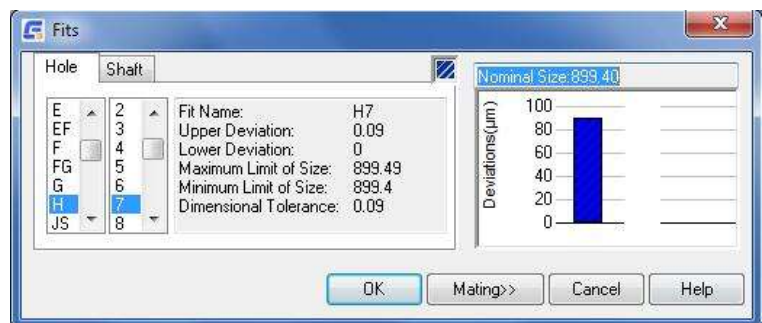 Fits
Hole
Shaft
Nominal Size:899.40
E
EF
F
FG
G
H
JS
2
3
4
5
6
7
8
Fit Name: H7
Upper Deviation: 0.09
Lower Deviation: 0
Maximum Limit of Size: 899.49
Minimum Limit of Size: 899.4
Dimensional Tolerance: 0.09
Deviations(μm)
100
80
60
40
20
0
OK
Mating>>
Cancel
Help